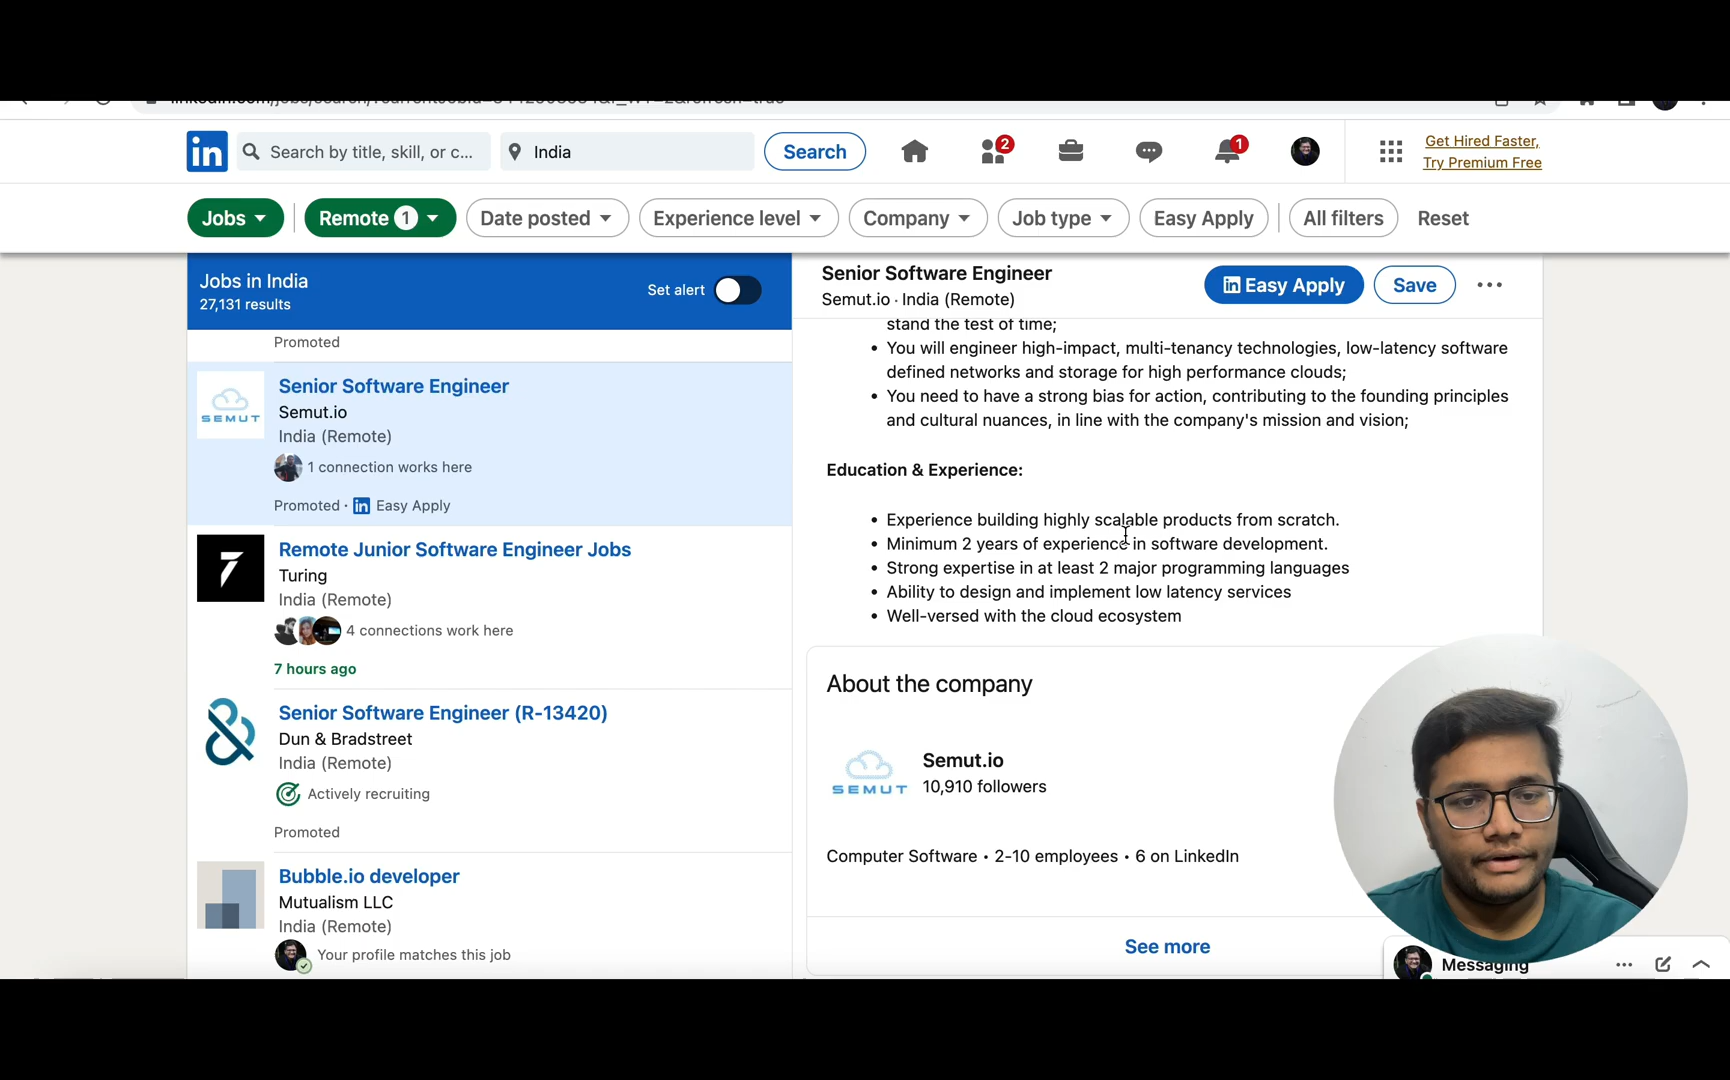 in
Search by title, skill, or c...
India
Search
2
1
Get Hired Faster,
Try Premium Free
Jobs
Remote 1
Date posted
Experience level
Company
Job type
Easy Apply
All filters
Reset
Jobs in India
27,131 results
Set alert
Promoted
SEMUT
Senior Software Engineer
Semut.io
India (Remote)
1 connection works here
Promoted · in Easy Apply
Remote Junior Software Engineer Jobs
Turing
India (Remote)
4 connections work here
7 hours ago
Senior Software Engineer (R-13420)
Dun & Bradstreet
India (Remote)
Actively recruiting
Promoted
Bubble.io developer
Mutualism LLC
India (Remote)
Your profile matches this job
Senior Software Engineer
Semut.io · India (Remote)
in Easy Apply
Save
stand the test of time;
• You will engineer high-impact, multi-tenancy technologies, low-latency software
defined networks and storage for high performance clouds;
• You need to have a strong bias for action, contributing to the founding principles
and cultural nuances, in line with the company's mission and vision;
Education & Experience:
• Experience building highly scalable products from scratch.
• Minimum 2 years of experience in software development.
• Strong expertise in at least 2 major programming languages
• Ability to design and implement low latency services
• Well-versed with the cloud ecosystem
About the company
SEMUT
Semut.io
10,910 followers
Computer Software • 2-10 employees • 6 on LinkedIn
See more
Messaging